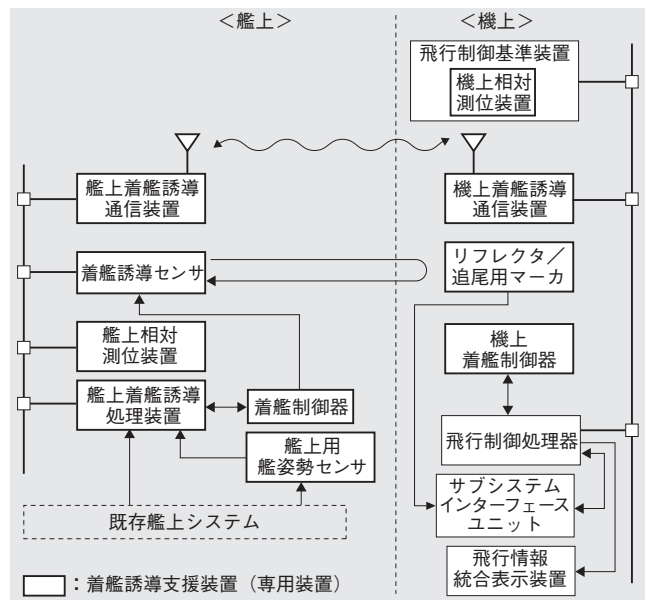 <艦上>
<機上>
飛行制御基準装置
機上相対
測位装置
艦上着艦誘導
通信装置
機上着艦誘導
通信装置
着艦誘導センサ
リフレクタ／
追尾用マーカ
艦上相対
測位装置
機上
着艦制御器
艦上着艦誘導
処理装置
着艦制御器
艦上用
艦姿勢センサ
飛行制御処理器
サブシステム
インターフェース
ユニット
既存艦上システム
飛行情報
統合表示装置
：着艦誘導支援装置（専用装置）